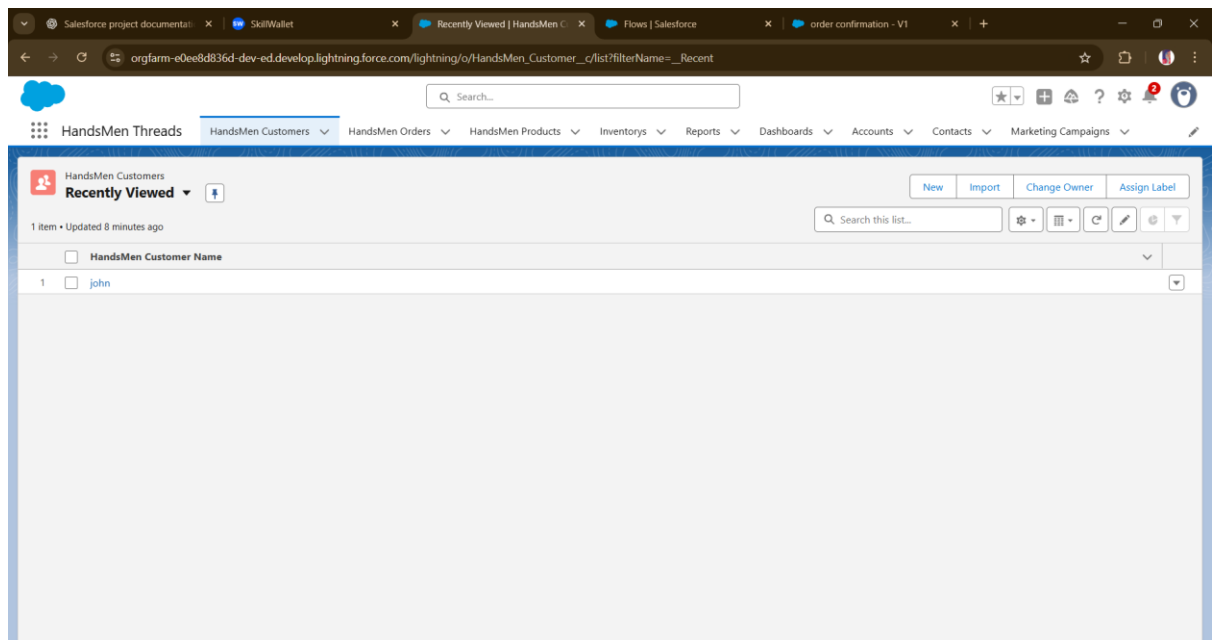 Salesforce project documentati
SW SkillWallet
Recently Viewed | HandsMen C
Flows | Salesforce
order confirmation - V1
orgfarm-e0ee8d836d-dev-ed.develop.lightning.force.com/lightning/o/HandsMen_Customer__c/list?filterName=__Recent
Search...
2
HandsMen Threads
HandsMen Customers
HandsMen Orders
HandsMen Products
Inventorys
Reports
Dashboards
Accounts
Contacts
Marketing Campaigns
HandsMen Customers
Recently Viewed
New
Import
Change Owner
Assign Label
1 item • Updated 8 minutes ago
Search this list...
HandsMen Customer Name
1 john